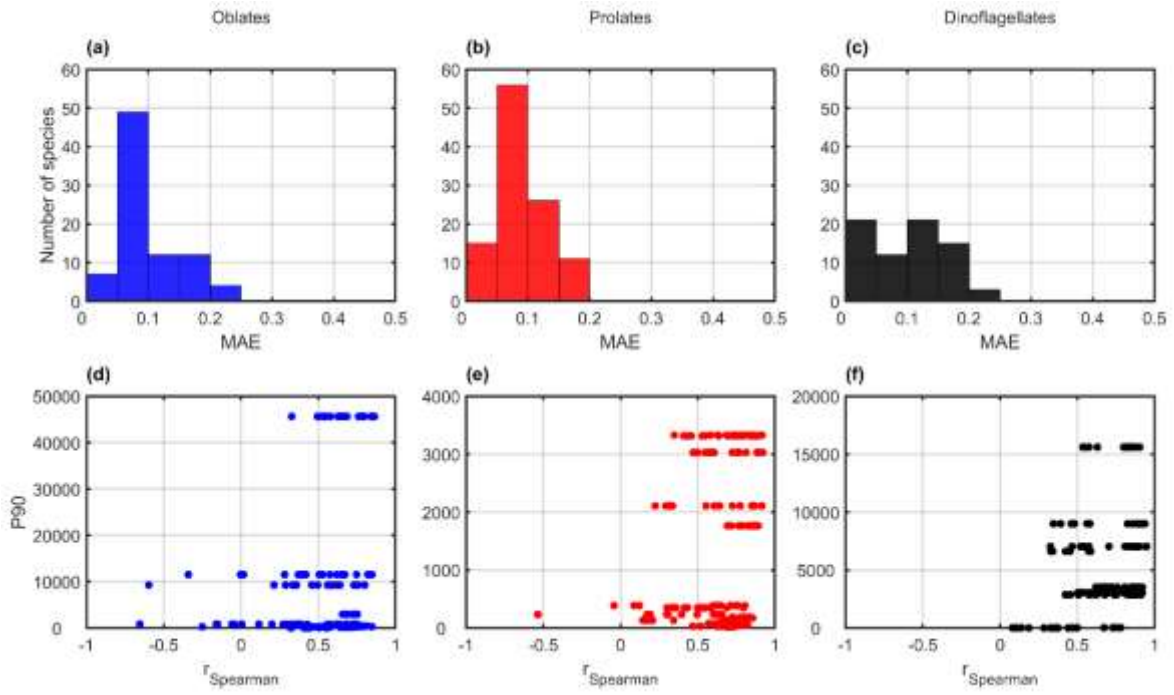 Oblates Prolates Dinoflagellates
(a) (b) (c)
60 60 60
50 50 50
40 40 40
30 30 30
20 20 20
10 10 10
0 0 0
0 0.1 0.2 0.3 0.4 0.5 0 0.1 0.2 0.3 0.4 0.5 0 0.1 0.2 0.3 0.4 0.5
Number of species
MAE MAE MAE
(d) (e) (f)
50000 4000 20000
40000 3000 15000
30000 2000 10000
20000 1000 5000
10000 0 0
0
-1 -0.5 0 0.5 1 -1 -0.5 0 0.5 1 -1 -0.5 0 0.5 1
P90
rSpearman rSpearman rSpearman